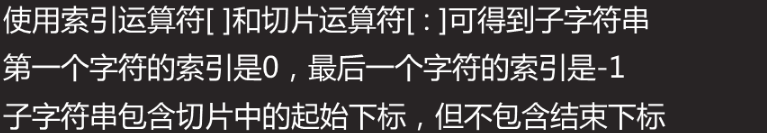 使用索引运算符[ ]和切片运算符[ : ]可得到子字符串
第一个字符的索引是0，最后一个字符的索引是-1
子字符串包含切片中的起始下标，但不包含结束下标